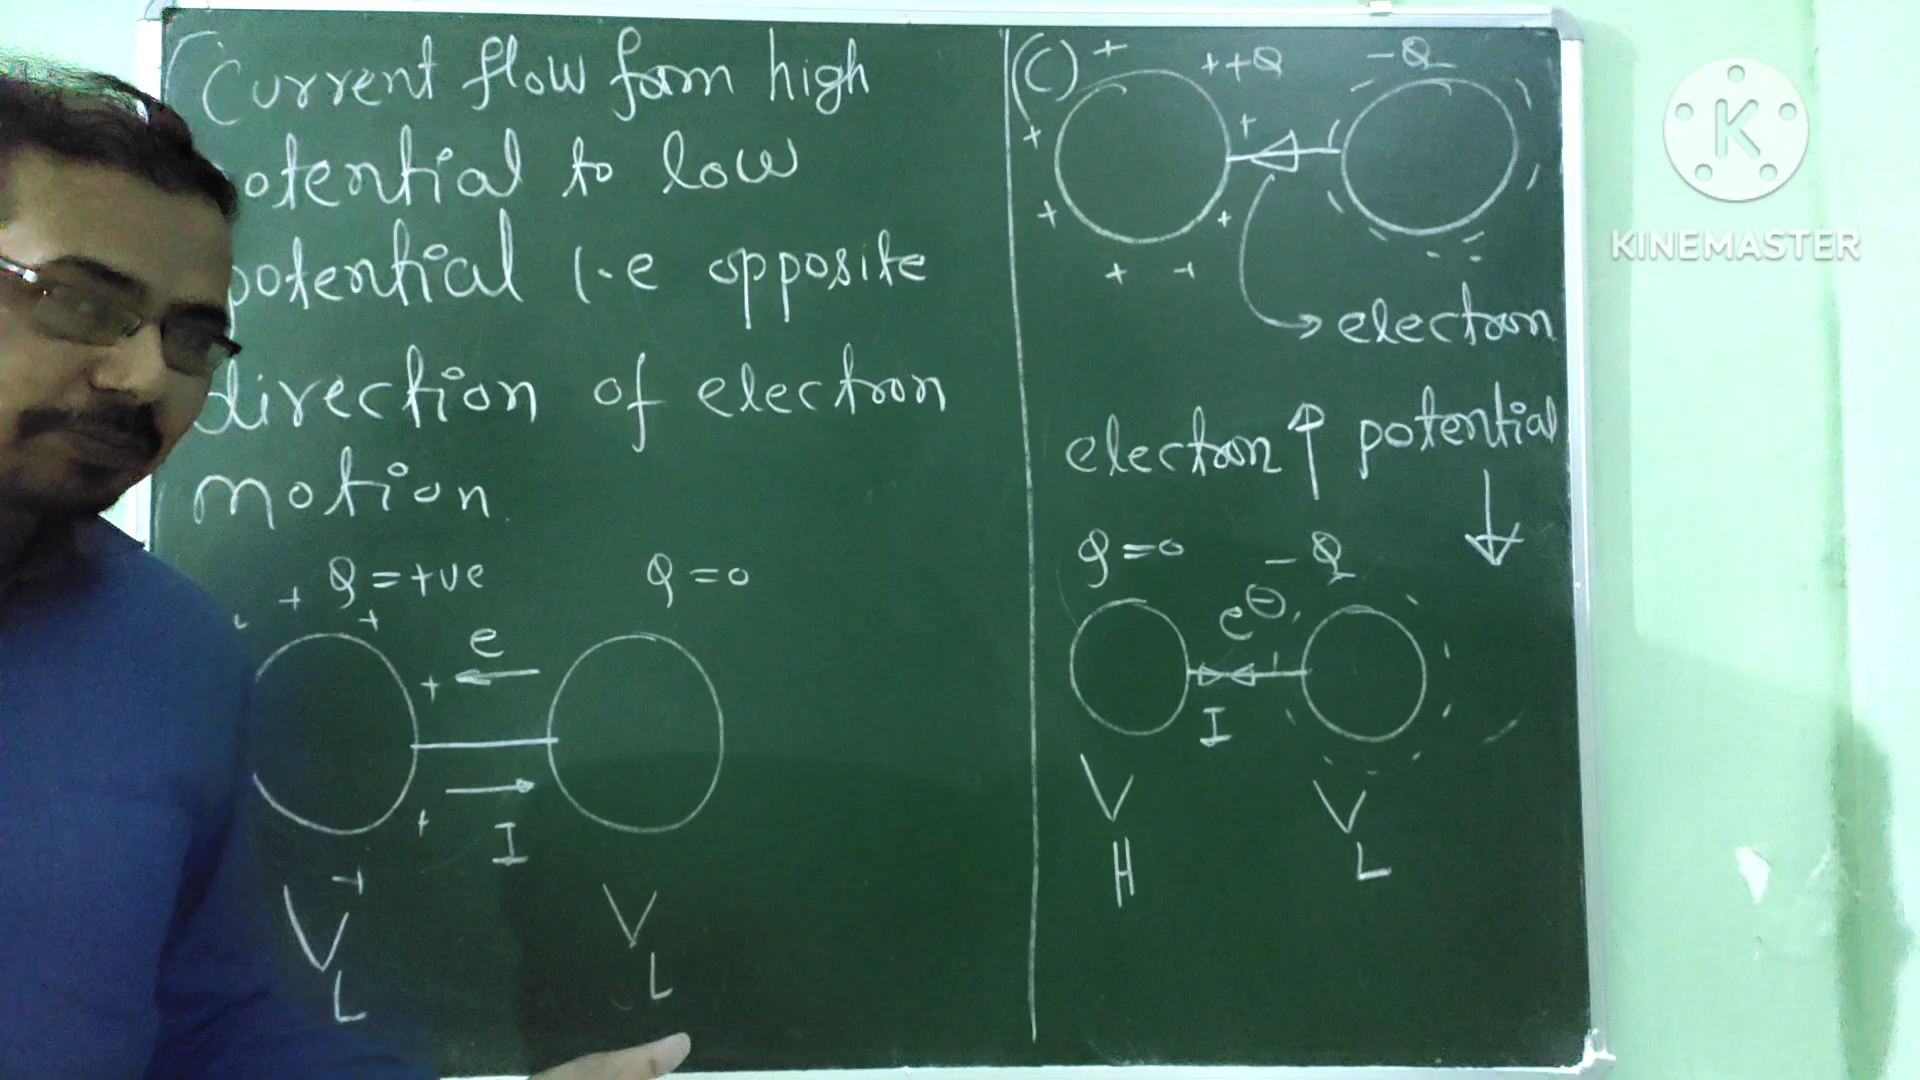 Current flow form high
potential to low
potential i.e opposite
direction of electron
motion.
Q = +ve
Q = 0
e
I
V
L
V
L
(C)
++Q
-Q
electron
electron ↑ potential
↓
Q = 0
-Q
e⊖
I
V
H
V
L
K
KINEMASTER